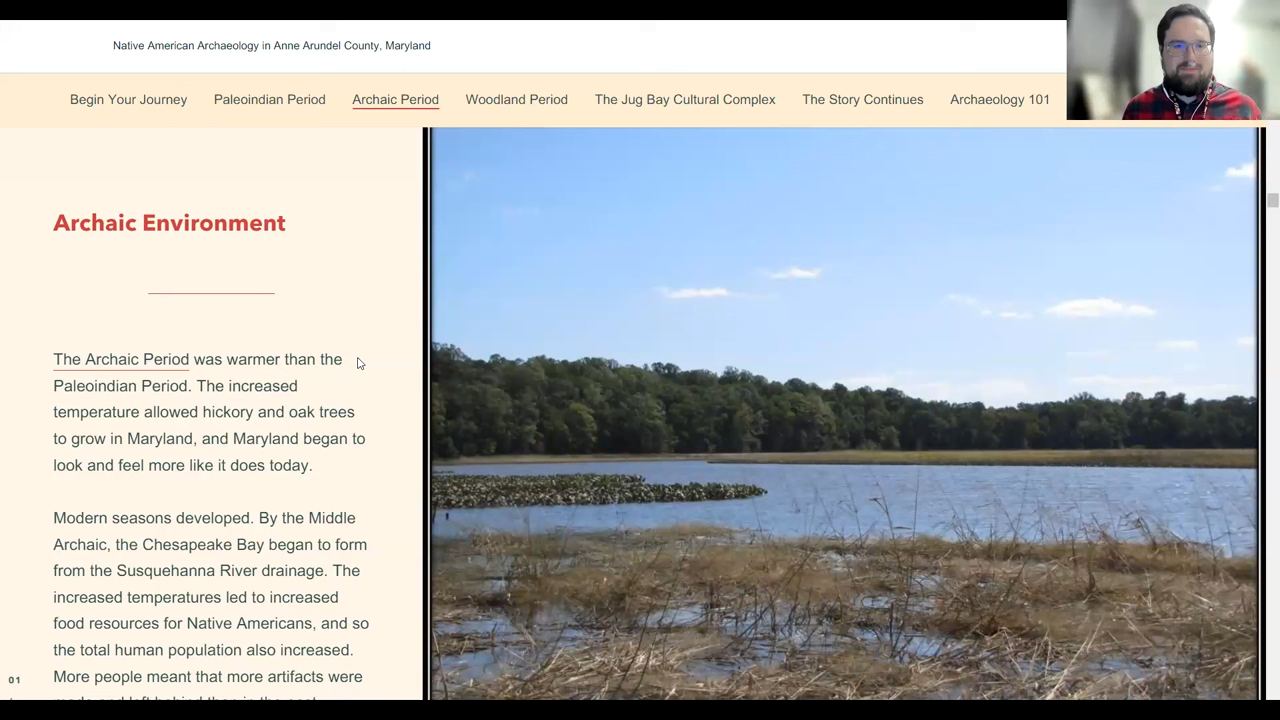 Native American Archaeology in Anne Arundel County, Maryland
Begin Your Journey Paleoindian Period Archaic Period Woodland Period The Jug Bay Cultural Complex The Story Continues Archaeology 101
Archaic Environment
The Archaic Period was warmer than the
Paleoindian Period. The increased
temperature allowed hickory and oak trees
to grow in Maryland, and Maryland began to
look and feel more like it does today.
Modern seasons developed. By the Middle
Archaic, the Chesapeake Bay began to form
from the Susquehanna River drainage. The
increased temperatures led to increased
food resources for Native Americans, and so
the total human population also increased.
More people meant that more artifacts were
01